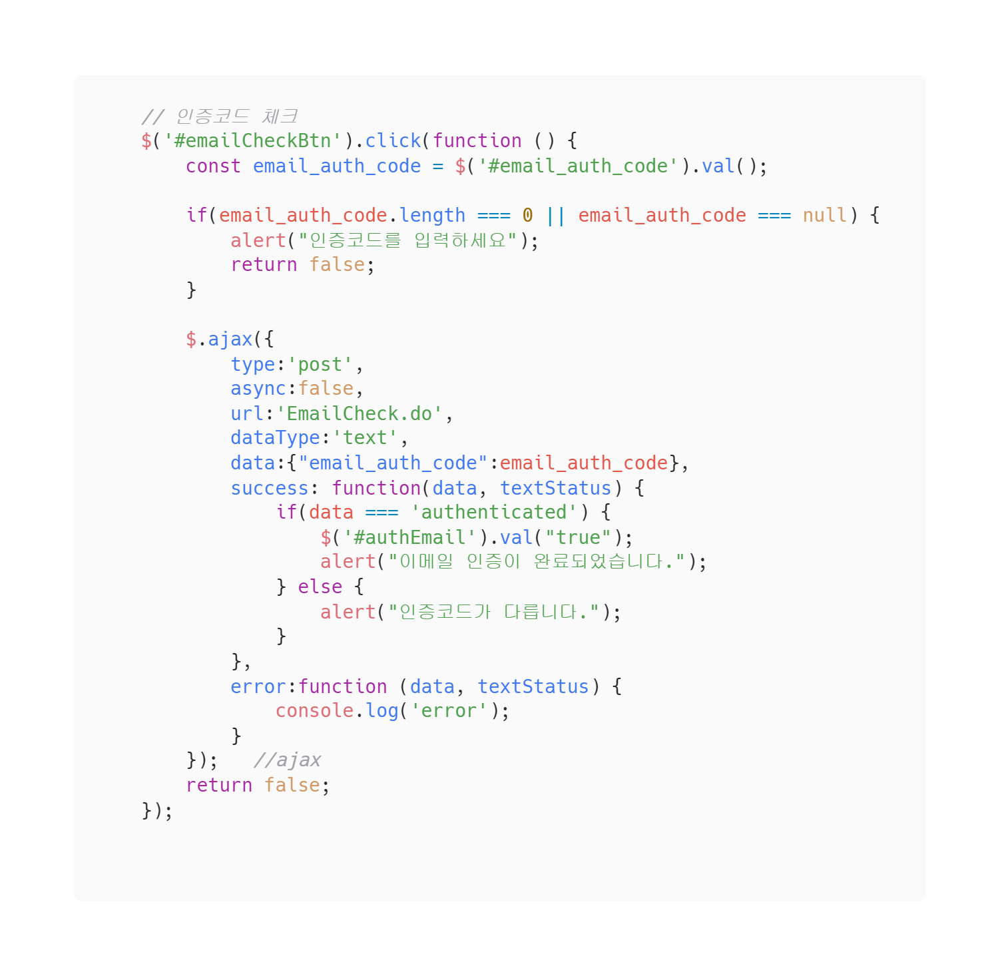 // 인증코드 체크
$('#emailCheckBtn').click(function () {
    const email_auth_code = $('#email_auth_code').val();

    if(email_auth_code.length === 0 || email_auth_code === null) {
        alert("인증코드를 입력하세요");
        return false;
    }

    $.ajax({
        type:'post',
        async:false,
        url:'EmailCheck.do',
        dataType:'text',
        data:{"email_auth_code":email_auth_code},
        success: function(data, textStatus) {
            if(data === 'authenticated') {
                $('#authEmail').val("true");
                alert("이메일 인증이 완료되었습니다.");
            } else {
                alert("인증코드가 다릅니다.");
            }
        },
        error:function (data, textStatus) {
            console.log('error');
        }
    });   //ajax
    return false;
});